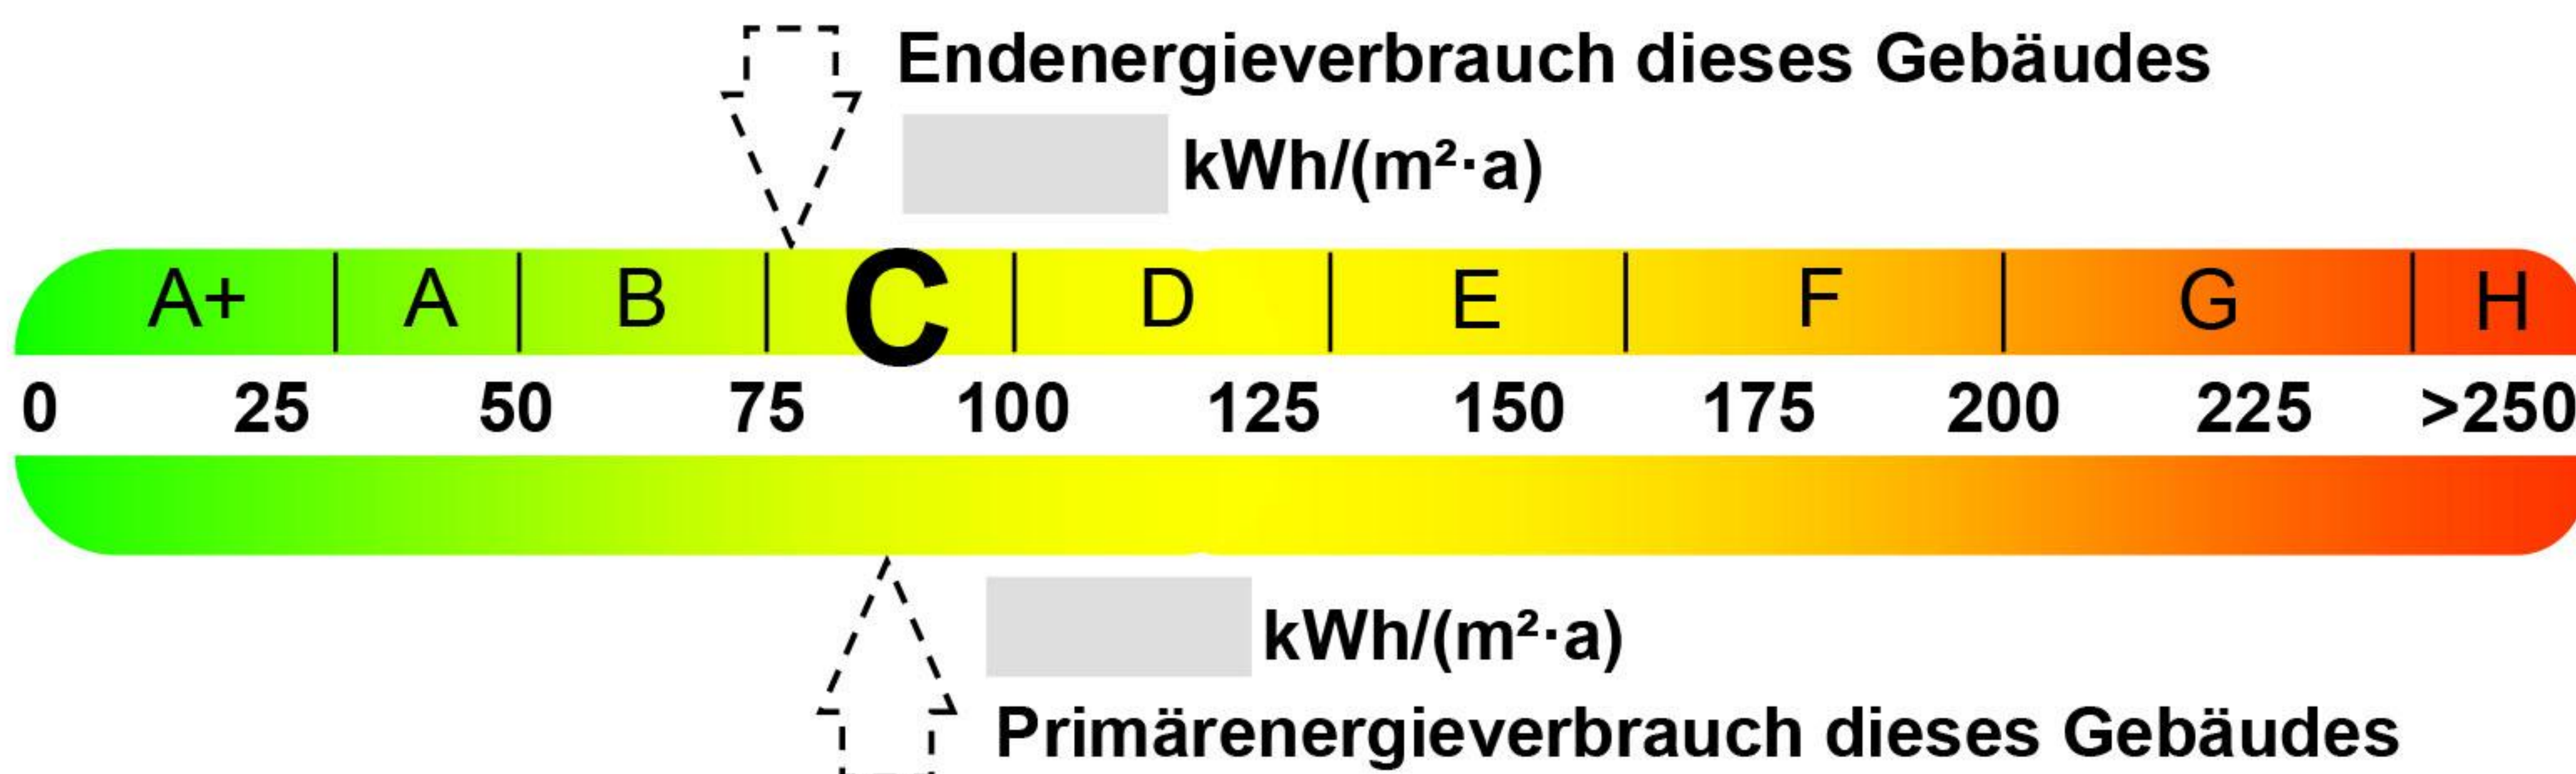 Endenergieverbrauch dieses Gebäudes
kWh/(m²·a)
A+ A B C D E F G H
0 25 50 75 100 125 150 175 200 225 >250
kWh/(m²·a)
Primärenergieverbrauch dieses Gebäudes